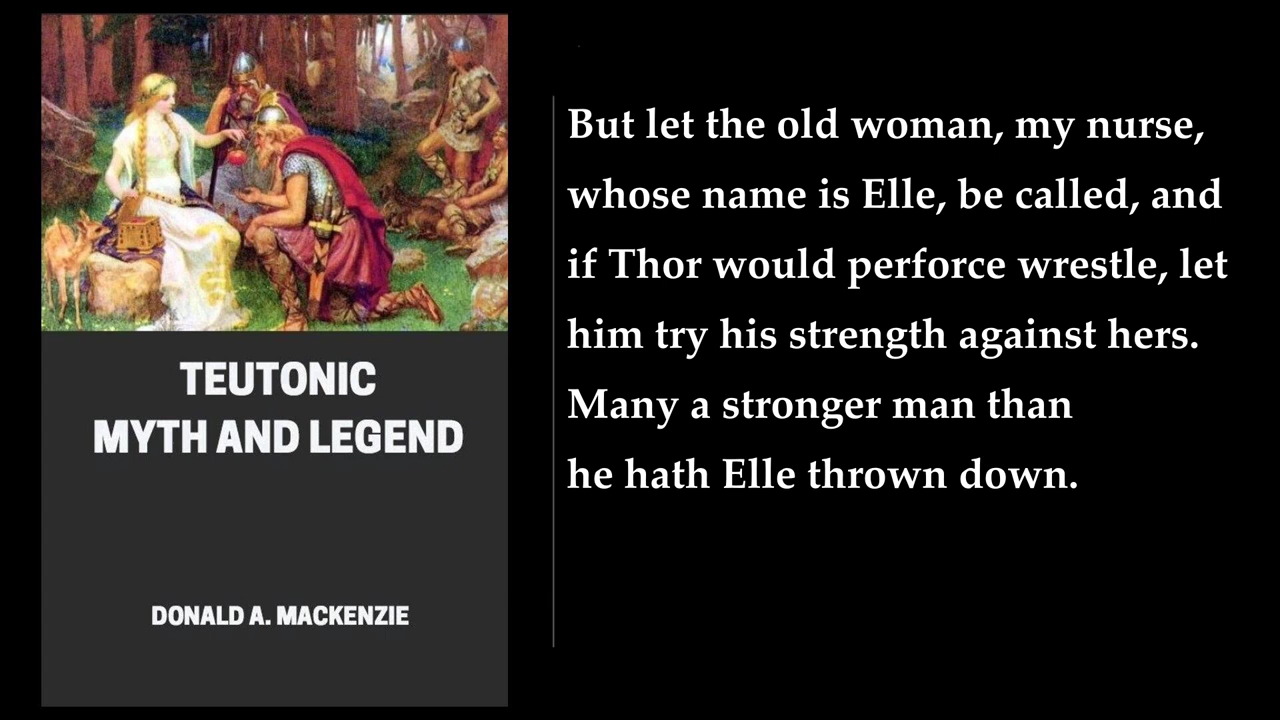 TEUTONIC
MYTH AND LEGEND
DONALD A. MACKENZIE
But let the old woman, my nurse,
whose name is Elle, be called, and
if Thor would perforce wrestle, let
him try his strength against hers.
Many a stronger man than
he hath Elle thrown down.